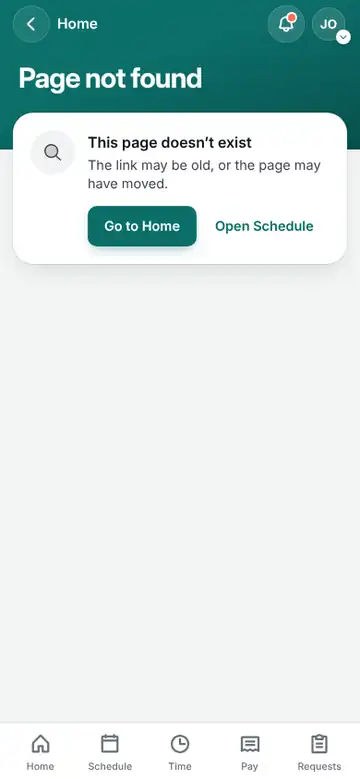 Home
JO
Page not found
This page doesn’t exist
The link may be old, or the page may
have moved.
Go to Home
Open Schedule
Home
Schedule
Time
Pay
Requests